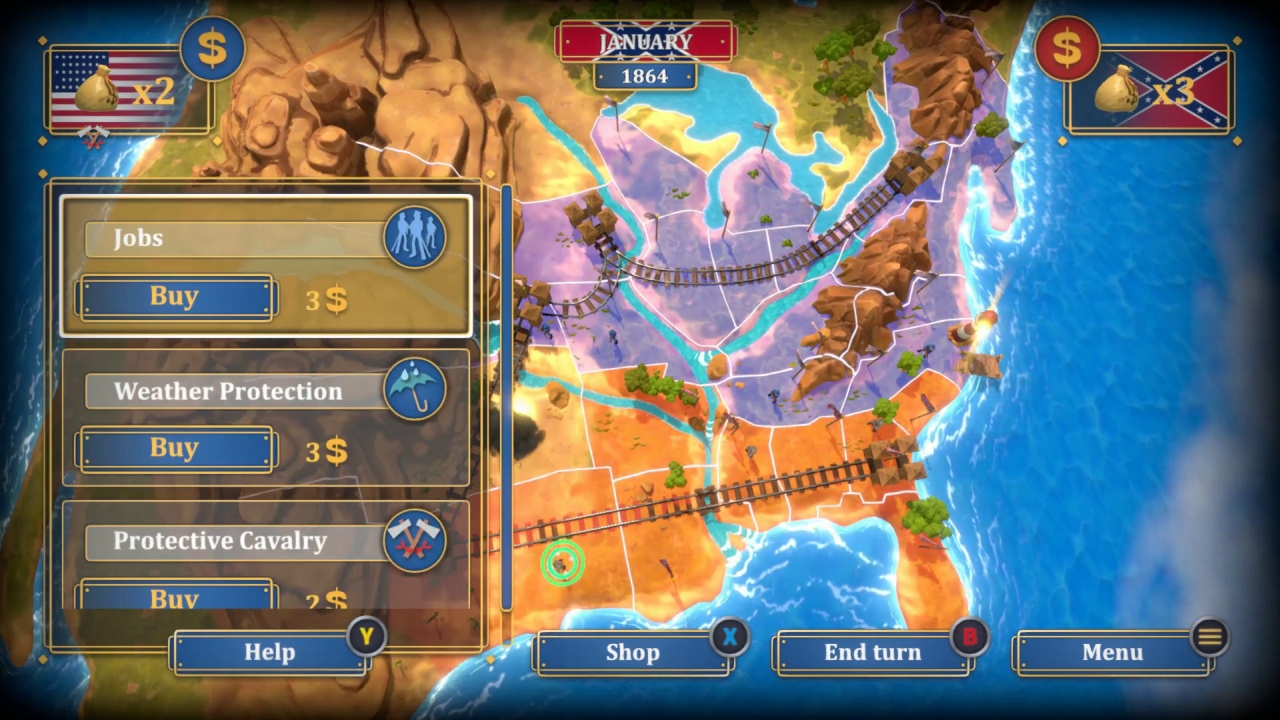 $
JANUARY
$
1864
x2
x3
Jobs
Buy
3$
Weather Protection
Buy
3$
Protective Cavalry
Buy
2$
Y
X
B
Help
Shop
End turn
Menu